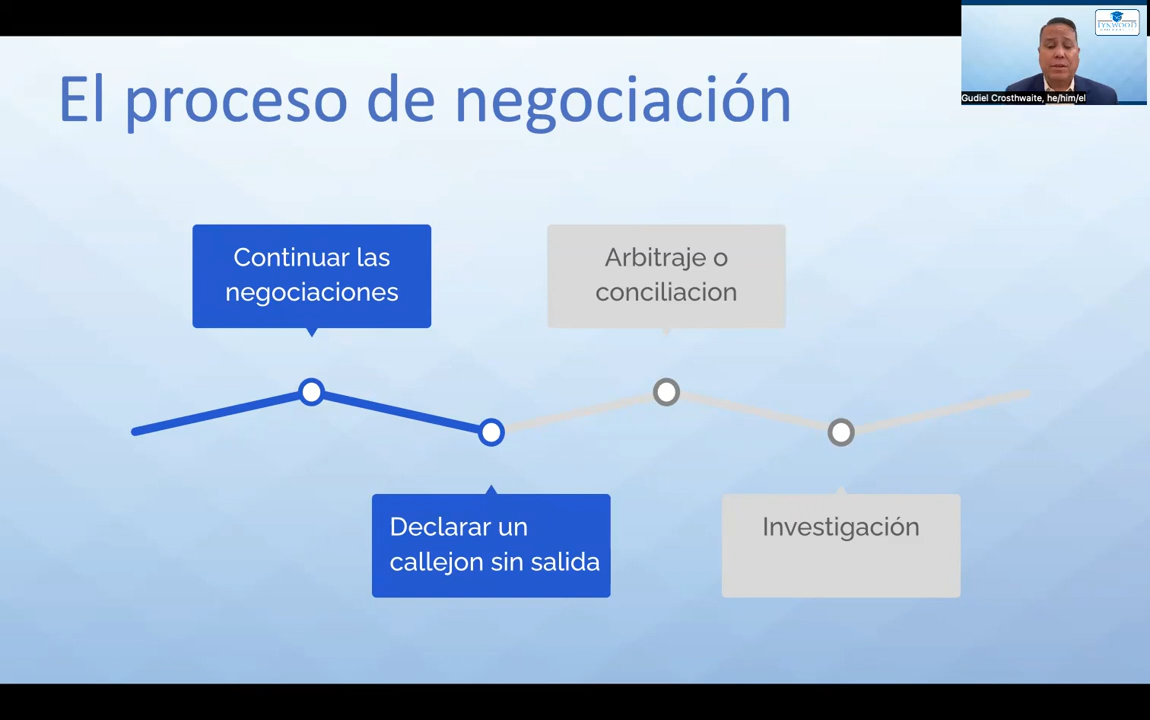 El proceso de negociación
LYNWOOD
Gudiel Crosthwaite, he/him/el
Continuar las
negociaciones
Arbitraje o
conciliacion
Declarar un
callejon sin salida
Investigación